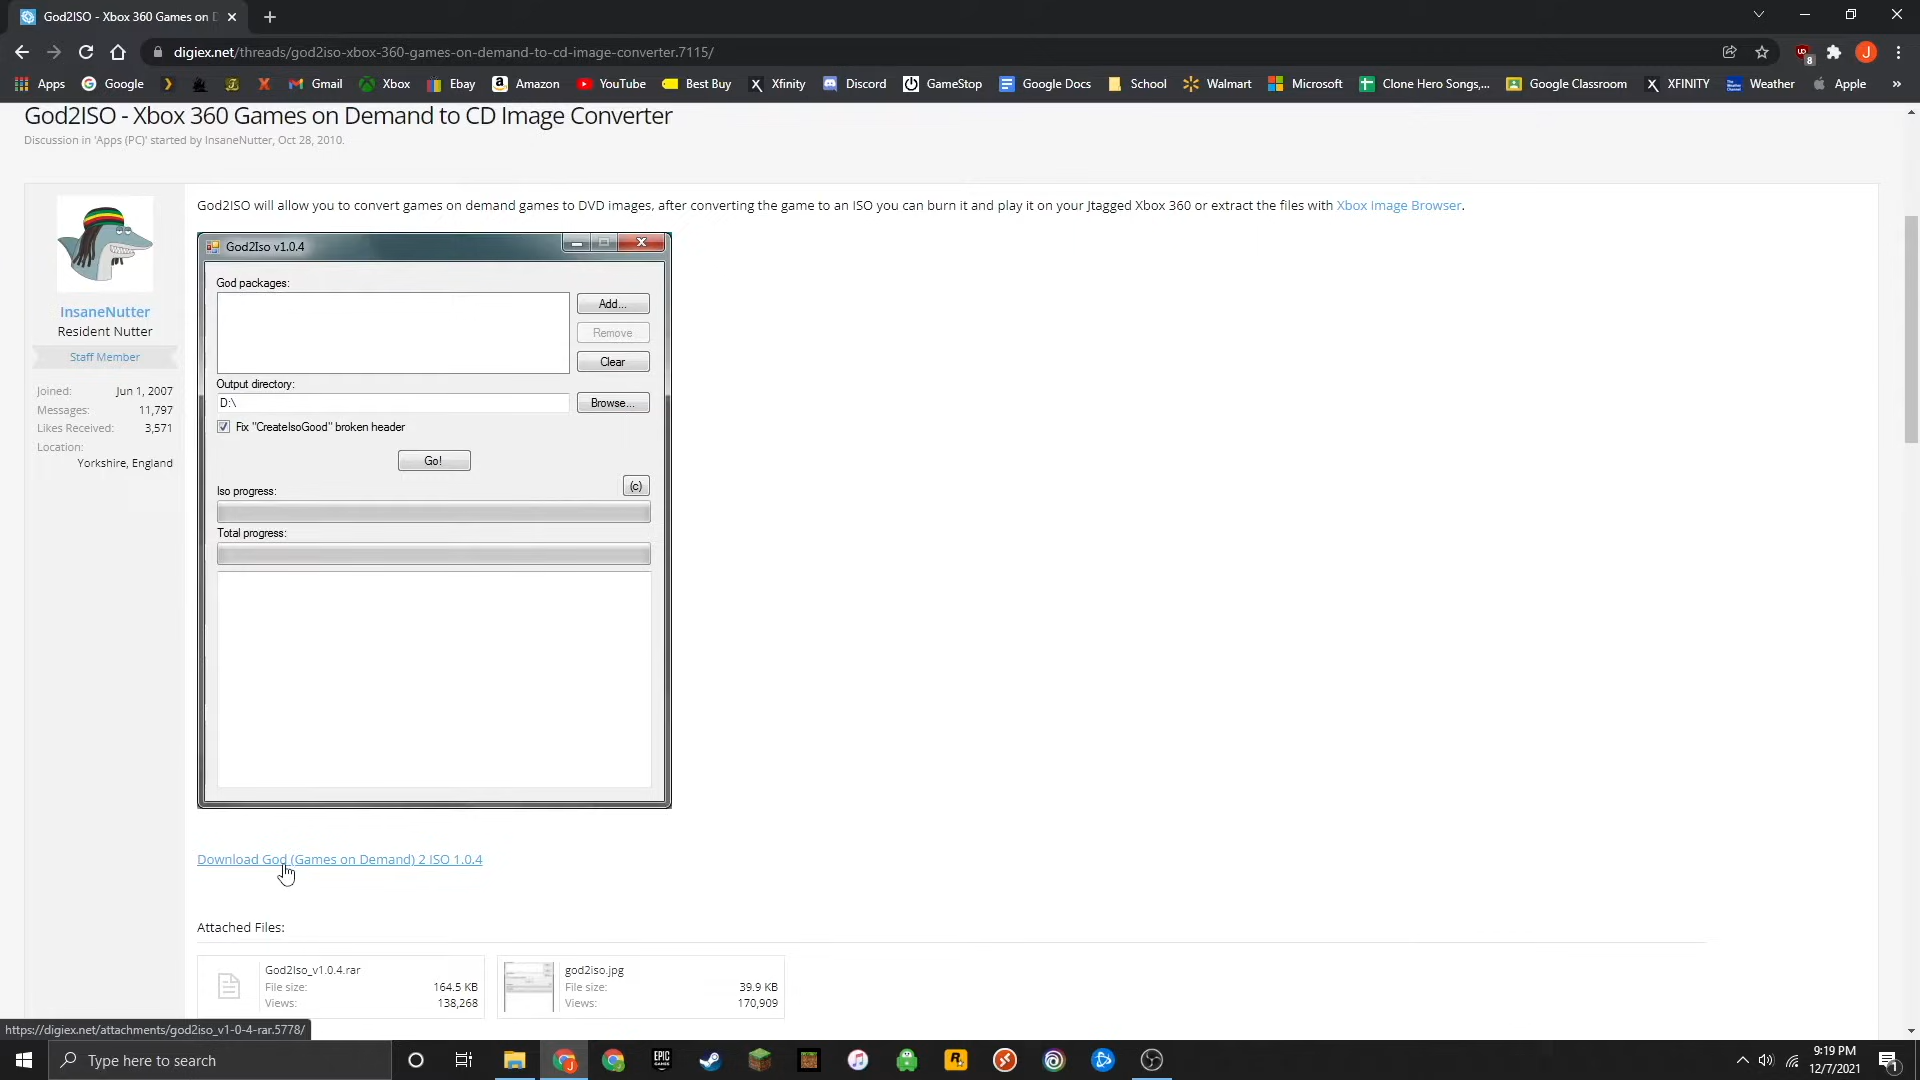 God2ISO - Xbox 360 Games on D
digiex.net/threads/god2iso-xbox-360-games-on-demand-to-cd-image-converter.7115/
8
J
Apps Google Gmail Xbox Ebay Amazon YouTube Best Buy Xfinity Discord GameStop Google Docs School Walmart Microsoft Clone Hero Songs,... Google Classroom XFINITY Weather Apple »
God2ISO - Xbox 360 Games on Demand to CD Image Converter
Discussion in 'Apps (PC)' started by InsaneNutter, Oct 28, 2010.
God2ISO will allow you to convert games on demand games to DVD images, after converting the game to an ISO you can burn it and play it on your Jtagged Xbox 360 or extract the files with Xbox Image Browser.
InsaneNutter
Resident Nutter
Staff Member
Joined: Jun 1, 2007
Messages: 11,797
Likes Received: 3,571
Location:
Yorkshire, England
God2Iso v1.0.4
God packages:
Add...
Remove
Clear
Output directory:
D:\
Browse...
Fix "CreateIsoGood" broken header
Go!
(c)
Iso progress:
Total progress:
Download God (Games on Demand) 2 ISO 1.0.4
Attached Files:
God2Iso_v1.0.4.rar
File size: 164.5 KB
Views: 138,268
god2iso.jpg
File size: 39.9 KB
Views: 170,909
https://digiex.net/attachments/god2iso_v1-0-4-rar.5778/
Type here to search
EPIC GAMES
9:19 PM
12/7/2021
1